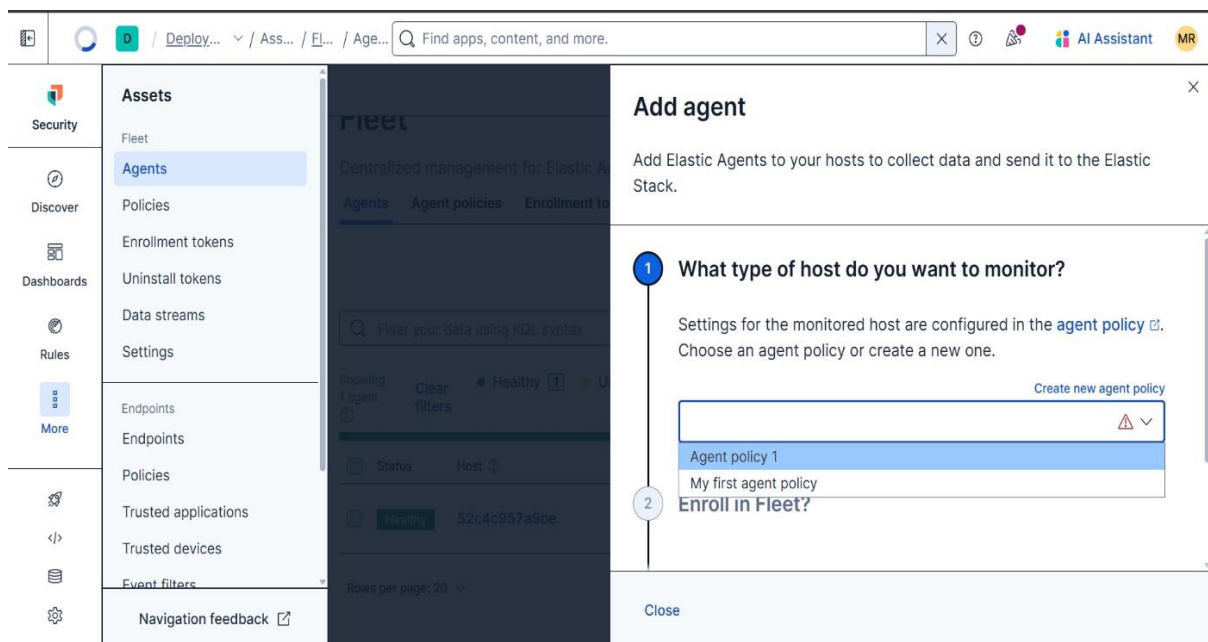 D / Deploy... / Ass... / Fl... / Age... Find apps, content, and more. AI Assistant MR
Security
Discover
Dashboards
Rules
More
Assets
Fleet
Agents
Policies
Enrollment tokens
Uninstall tokens
Data streams
Settings
Endpoints
Endpoints
Policies
Trusted applications
Trusted devices
Event filters
Navigation feedback
Fleet
Centralized management for Elastic A
Agents Agent policies Enrollment to
Filter your data using KQL syntax
Showing
1 agent
Clear
filters
Healthy 1 U
Status Host
Healthy 52c4c957a9be
Rows per page: 20
Add agent
Add Elastic Agents to your hosts to collect data and send it to the Elastic
Stack.
1 What type of host do you want to monitor?
Settings for the monitored host are configured in the agent policy.
Choose an agent policy or create a new one.
Create new agent policy
Agent policy 1
My first agent policy
2 Enroll in Fleet?
Close